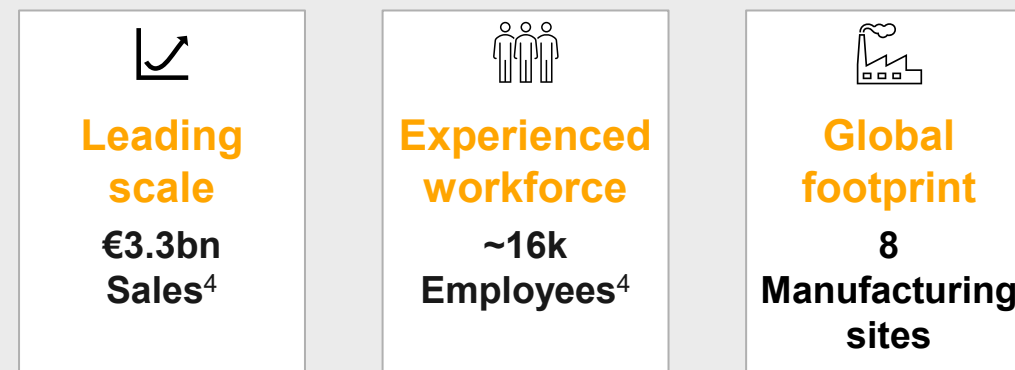 Leading
scale
€3.3bn
Sales4
Experienced
workforce
~16k
Employees4
Global
footprint
8
Manufacturing
sites